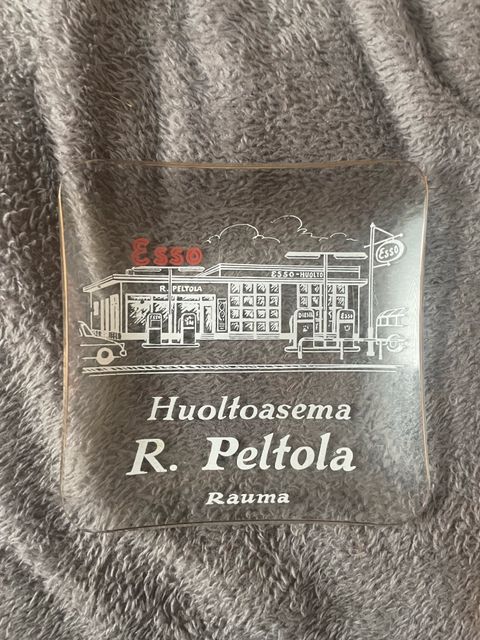 Esso
ESSO-HUOLTO
Esso
R. PELTOLA
DIESEL
Esso
Huoltoasema
R. Peltola
Rauma